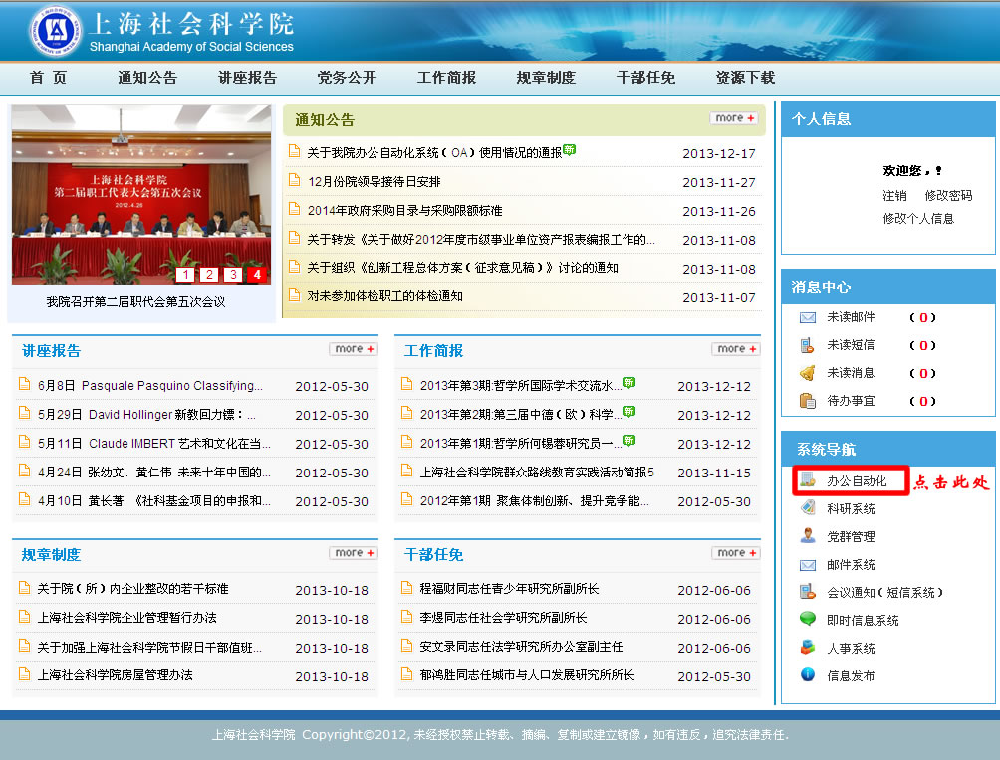 上海社会科学院
Shanghai Academy of Social Sciences
首 页 通知公告 讲座报告 党务公开 工作简报 规章制度 干部任免 资源下载
上海社会科学院
第二届职工代表大会第五次会议
2012.4.26
1 2 3 4
我院召开第二届职代会第五次会议
通知公告 more +
关于我院办公自动化系统(OA)使用情况的通报 新 2013-12-17
12月份院领导接待日安排 2013-11-27
2014年政府采购目录与采购限额标准 2013-11-26
关于转发《关于做好2012年度市级事业单位资产报表编报工作的... 2013-11-08
关于组织《创新工程总体方案(征求意见稿)》讨论的通知 2013-11-08
对未参加体检职工的体检通知 2013-11-07
讲座报告 more +
6月8日 Pasquale Pasquino Classifying... 2012-05-30
5月29日 David Hollinger 新教回力镖:... 2012-05-30
5月11日 Claude IMBERT 艺术和文化在当... 2012-05-30
4月24日 张幼文、黄仁伟 未来十年中国的... 2012-05-30
4月10日 黄长著 《社科基金项目的申报和... 2012-05-30
工作简报 more +
2013年第3期:哲学所国际学术交流水... 新 2013-12-12
2013年第2期:第三届中德(欧)科学... 新 2013-12-12
2013年第1期:哲学所何锡蓉研究员一... 新 2013-12-12
上海社会科学院群众路线教育实践活动简报5 2013-11-15
2012年第1期 聚焦体制创新、提升竞争能... 2012-05-30
规章制度 more +
关于院(所)内企业整改的若干标准 2013-10-18
上海社会科学院企业管理暂行办法 2013-10-18
关于加强上海社会科学院节假日干部值班... 2013-10-18
上海社会科学院房屋管理办法 2013-10-18
干部任免 more +
程福财同志任青少年研究所副所长 2012-06-06
李煜同志任社会学研究所副所长 2012-06-06
安文录同志任法学研究所办公室副主任 2012-06-06
郁鸿胜同志任城市与人口发展研究所所长 2012-05-30
个人信息
欢迎您,!
注销 修改密码
修改个人信息
消息中心
未读邮件 (0)
未读短信 (0)
未读消息 (0)
待办事宜 (0)
系统导航
办公自动化 点击此处
科研系统
党群管理
邮件系统
会议通知(短信系统)
即时信息系统
人事系统
信息发布
上海社会科学院 Copyright©2012, 未经授权禁止转载、摘编、复制或建立镜像,如有违反,追究法律责任.